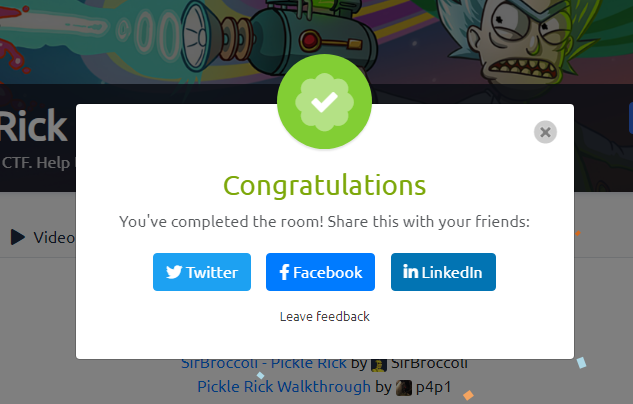 Rick
CTF. Help
Congratulations
You've completed the room! Share this with your friends:
Video
Twitter
Facebook
LinkedIn
Leave feedback
SirBroccoli - Pickle Rick by SirBroccoli
Pickle Rick Walkthrough by p4p1